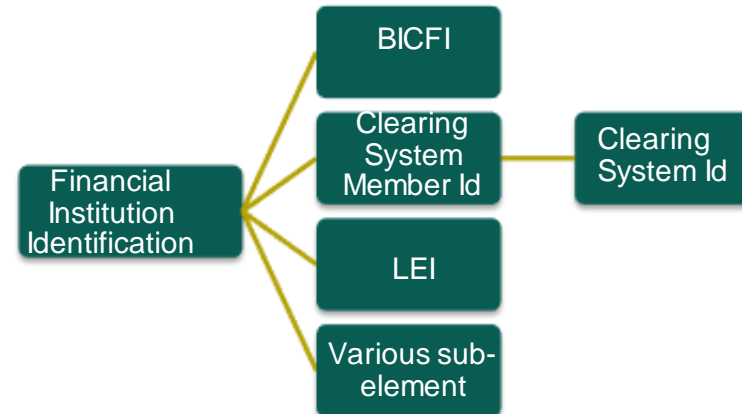 BICFI
Clearing
System
Member Id
Clearing
System Id
Financial
Institution
Identification
LEI
Various sub-
element